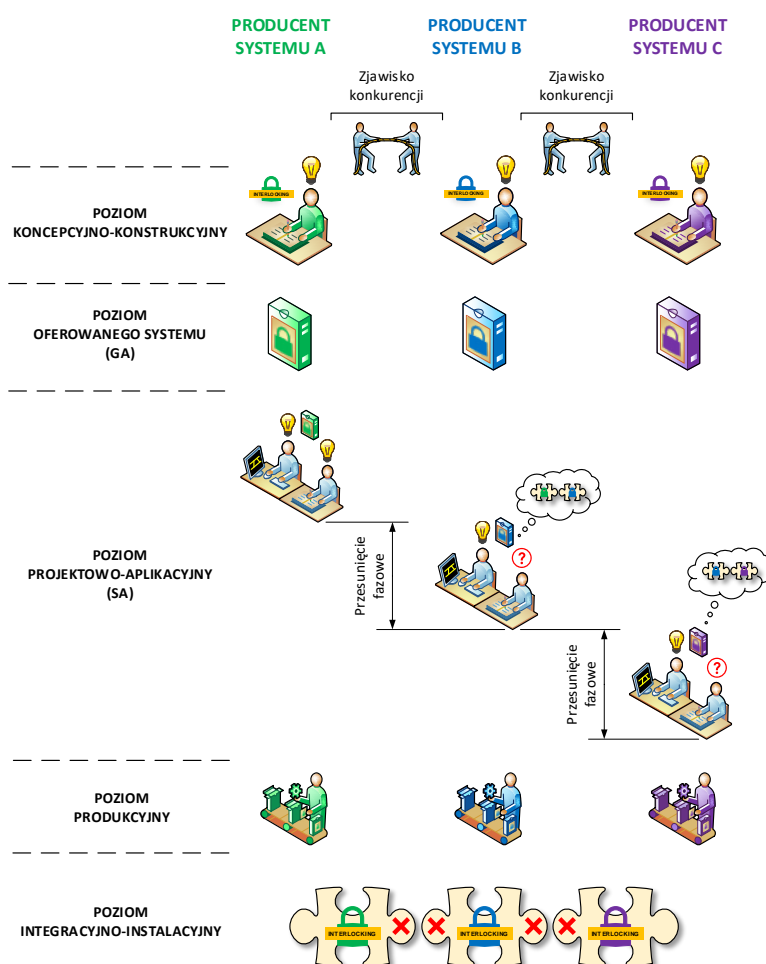 PRODUCENT
SYSTEMU A
PRODUCENT
SYSTEMU B
PRODUCENT
SYSTEMU C
Zjawisko
konkurencji
Zjawisko
konkurencji
POZIOM
KONCEPCYJNO-KONSTRUKCYJNY
INTERLOCKING
INTERLOCKING
INTERLOCKING
POZIOM
OFEROWANEGO SYSTEMU
(GA)
POZIOM
PROJEKTOWO-APLIKACYJNY
(SA)
Przesunięcie
fazowe
?
Przesunięcie
fazowe
?
POZIOM
PRODUKCYJNY
POZIOM
INTEGRACYJNO-INSTALACYJNY
INTERLOCKING
INTERLOCKING
INTERLOCKING